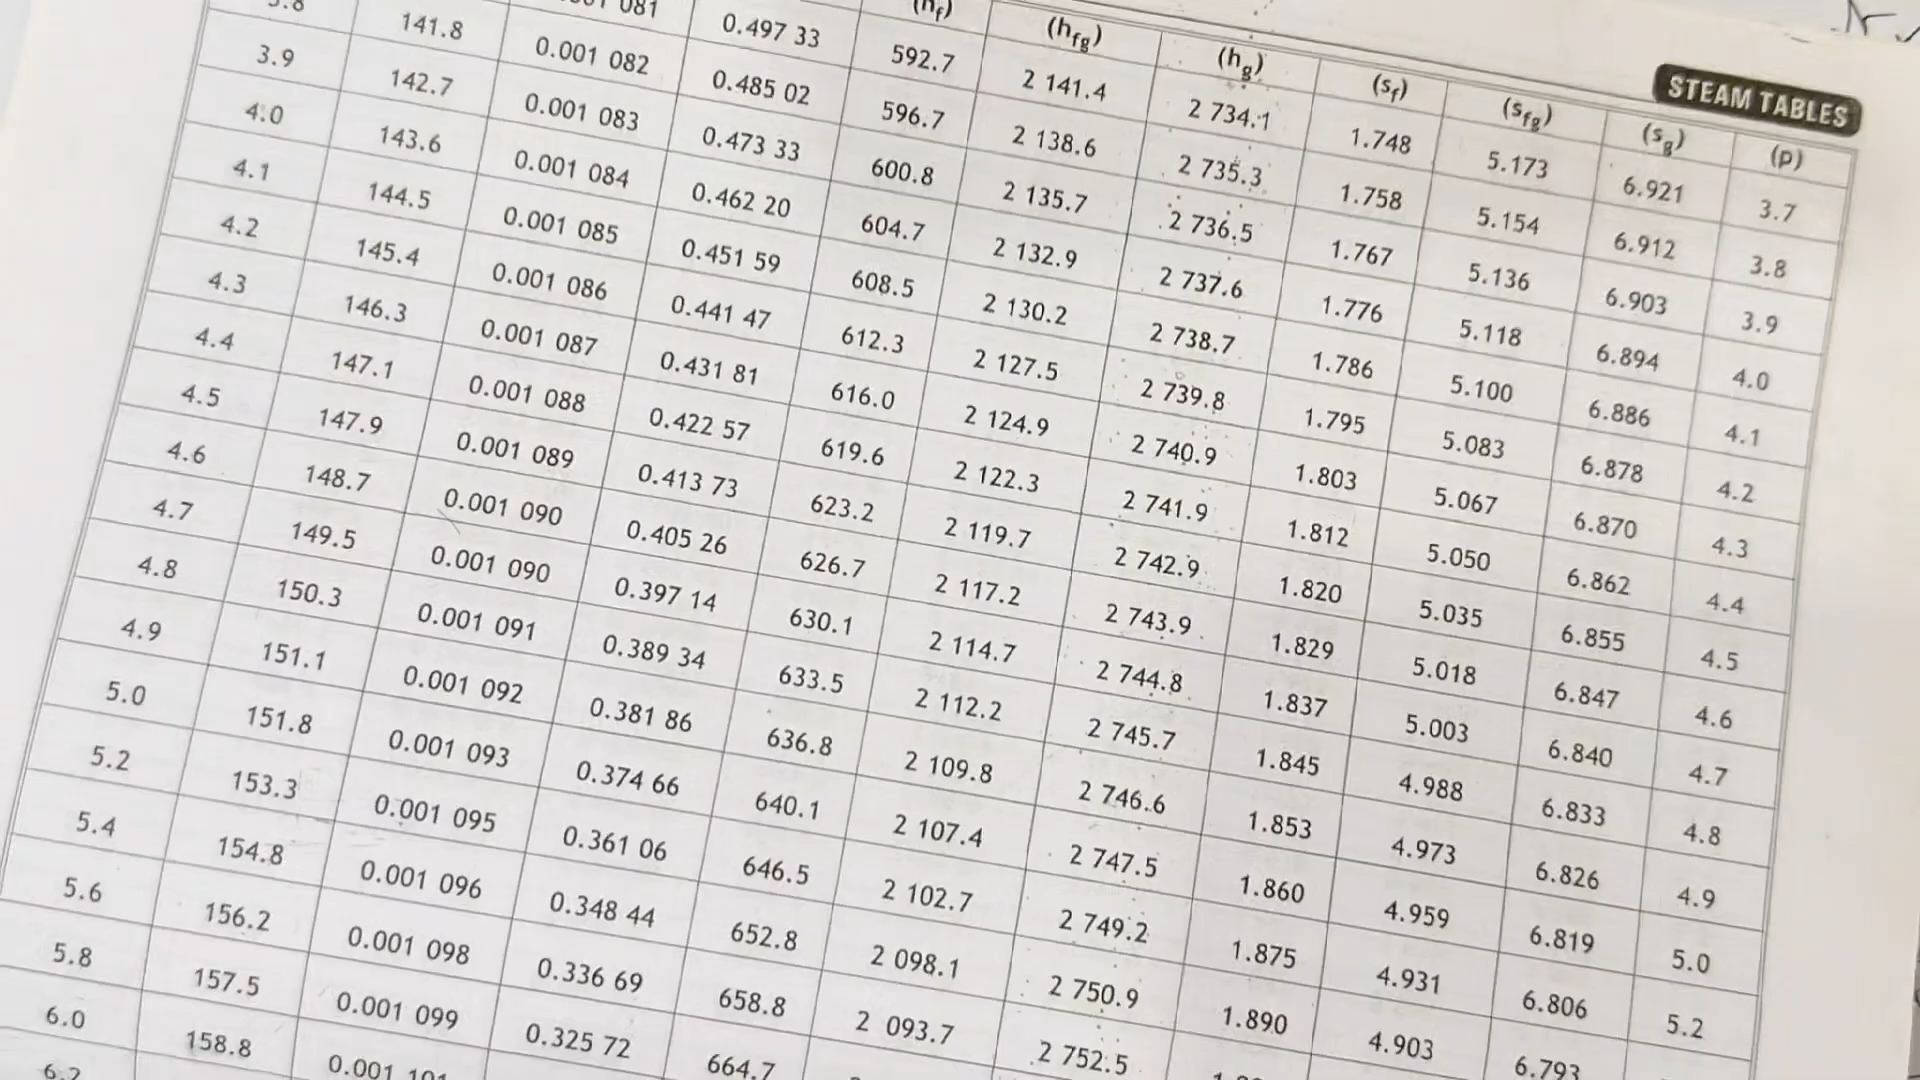 STEAM TABLES
(hf) (hfg) (hg) (sf) (sfg) (sg) (p)
081 0.497 33 592.7 2 141.4 2 734.1 1.748 5.173 6.921 3.7
3.8 141.8 0.001 082 0.485 02 596.7 2 138.6 2 735.3 1.758 5.154 6.912 3.8
3.9 142.7 0.001 083 0.473 33 600.8 2 135.7 2 736.5 1.767 5.136 6.903 3.9
4.0 143.6 0.001 084 0.462 20 604.7 2 132.9 2 737.6 1.776 5.118 6.894 4.0
4.1 144.5 0.001 085 0.451 59 608.5 2 130.2 2 738.7 1.786 5.100 6.886 4.1
4.2 145.4 0.001 086 0.441 47 612.3 2 127.5 2 739.8 1.795 5.083 6.878 4.2
4.3 146.3 0.001 087 0.431 81 616.0 2 124.9 2 740.9 1.803 5.067 6.870 4.3
4.4 147.1 0.001 088 0.422 57 619.6 2 122.3 2 741.9 1.812 5.050 6.862 4.4
4.5 147.9 0.001 089 0.413 73 623.2 2 119.7 2 742.9 1.820 5.035 6.855 4.5
4.6 148.7 0.001 090 0.405 26 626.7 2 117.2 2 743.9 1.829 5.018 6.847 4.6
4.7 149.5 0.001 090 0.397 14 630.1 2 114.7 2 744.8 1.837 5.003 6.840 4.7
4.8 150.3 0.001 091 0.389 34 633.5 2 112.2 2 745.7 1.845 4.988 6.833 4.8
4.9 151.1 0.001 092 0.381 86 636.8 2 109.8 2 746.6 1.853 4.973 6.826 4.9
5.0 151.8 0.001 093 0.374 66 640.1 2 107.4 2 747.5 1.860 4.959 6.819 5.0
5.2 153.3 0.001 095 0.361 06 646.5 2 102.7 2 749.2 1.875 4.931 6.806 5.2
5.4 154.8 0.001 096 0.348 44 652.8 2 098.1 2 750.9 1.890 4.903 6.793
5.6 156.2 0.001 098 0.336 69 658.8 2 093.7 2 752.5
5.8 157.5 0.001 099 0.325 72 664.7
6.0 158.8 0.001 101
6.2